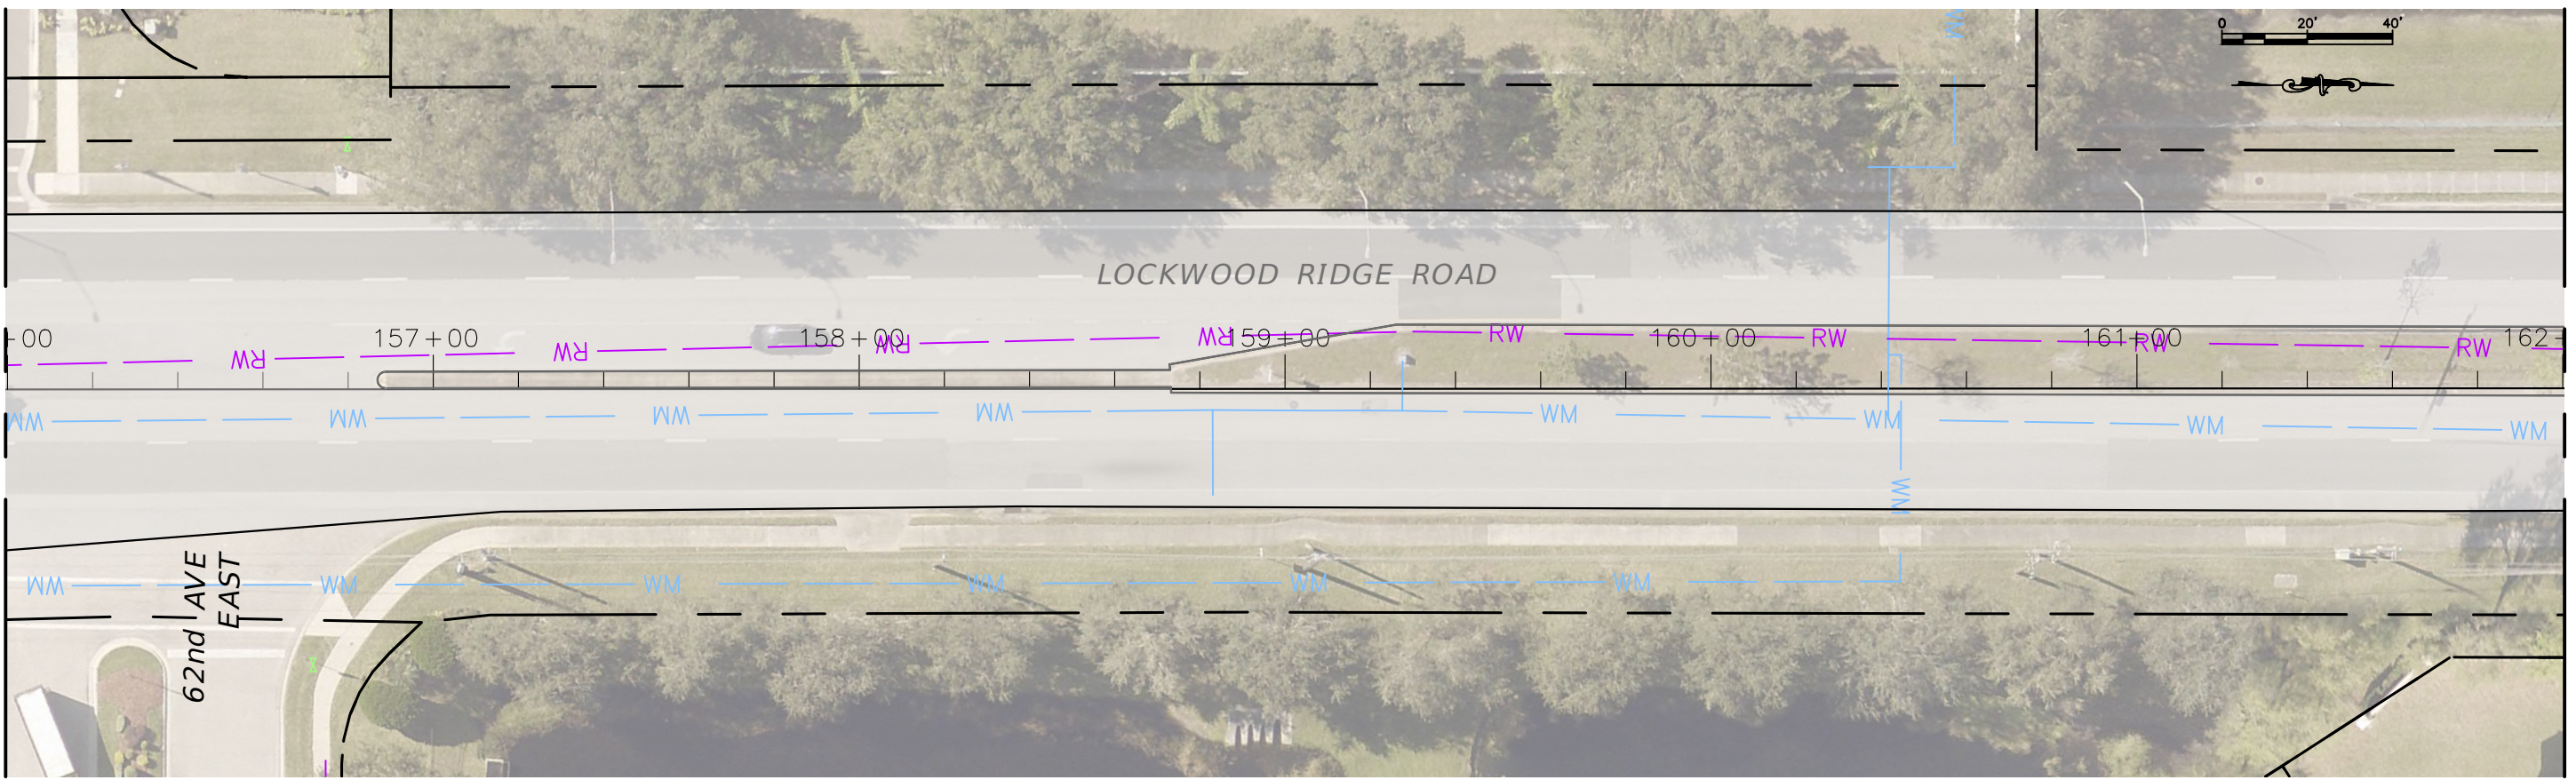 WM
0 20' 40'
LOCKWOOD RIDGE ROAD
+00 157+00 158+00 159+00 160+00 161+00 162
RW RW RW RW RW RW RW RW
WM WM WM WM WM WM WM WM
WM
WM WM WM WM WM WM
62nd AVE
EAST